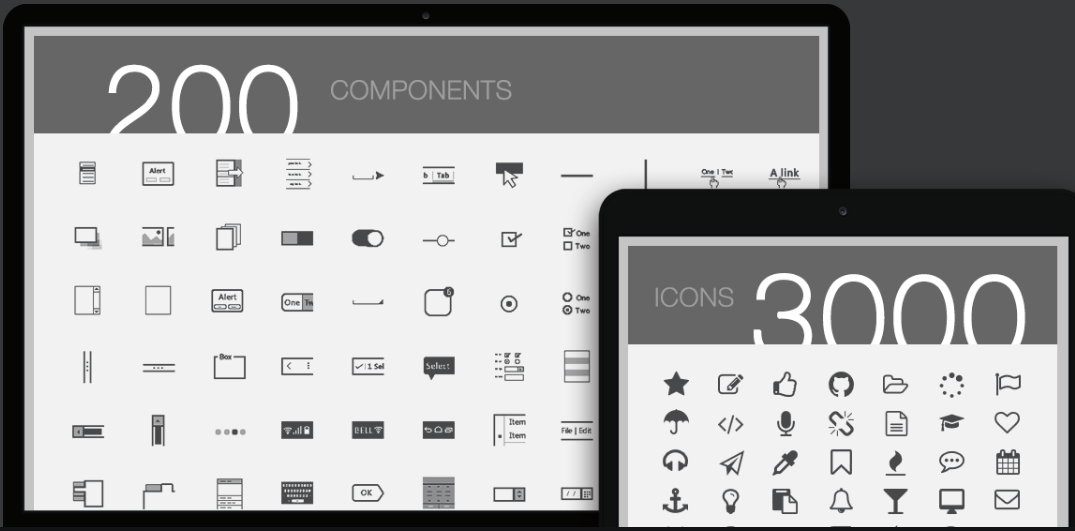 200 COMPONENTS
Alert
b | Tab
One | Two
A link
One
Two
Alert
One Tw
6
One
Two
Box
1 Sel
Select
DELL
Item
Item
File | Edit
OK
/ /
ICONS 3000
</>